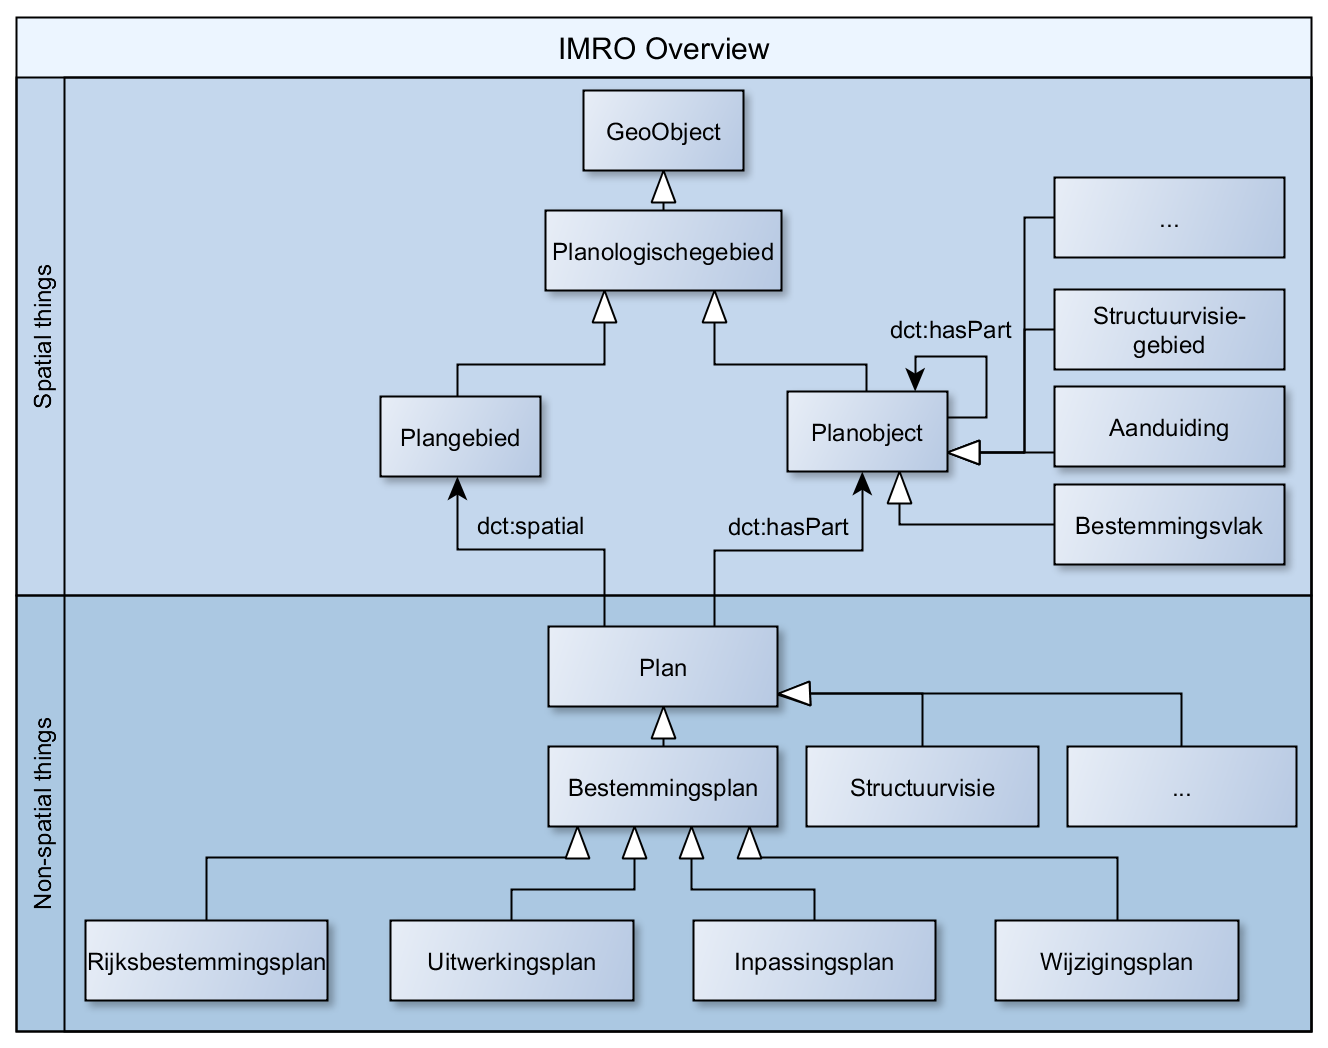 IMRO Overview
Spatial things
GeoObject
Planologischegebied
...
Structuurvisie-
gebied
dct:hasPart
Aanduiding
Plangebied
Planobject
Bestemmingsvlak
dct:spatial
dct:hasPart
Non-spatial things
Plan
Bestemmingsplan
Structuurvisie
...
Rijksbestemmingsplan
Uitwerkingsplan
Inpassingsplan
Wijzigingsplan